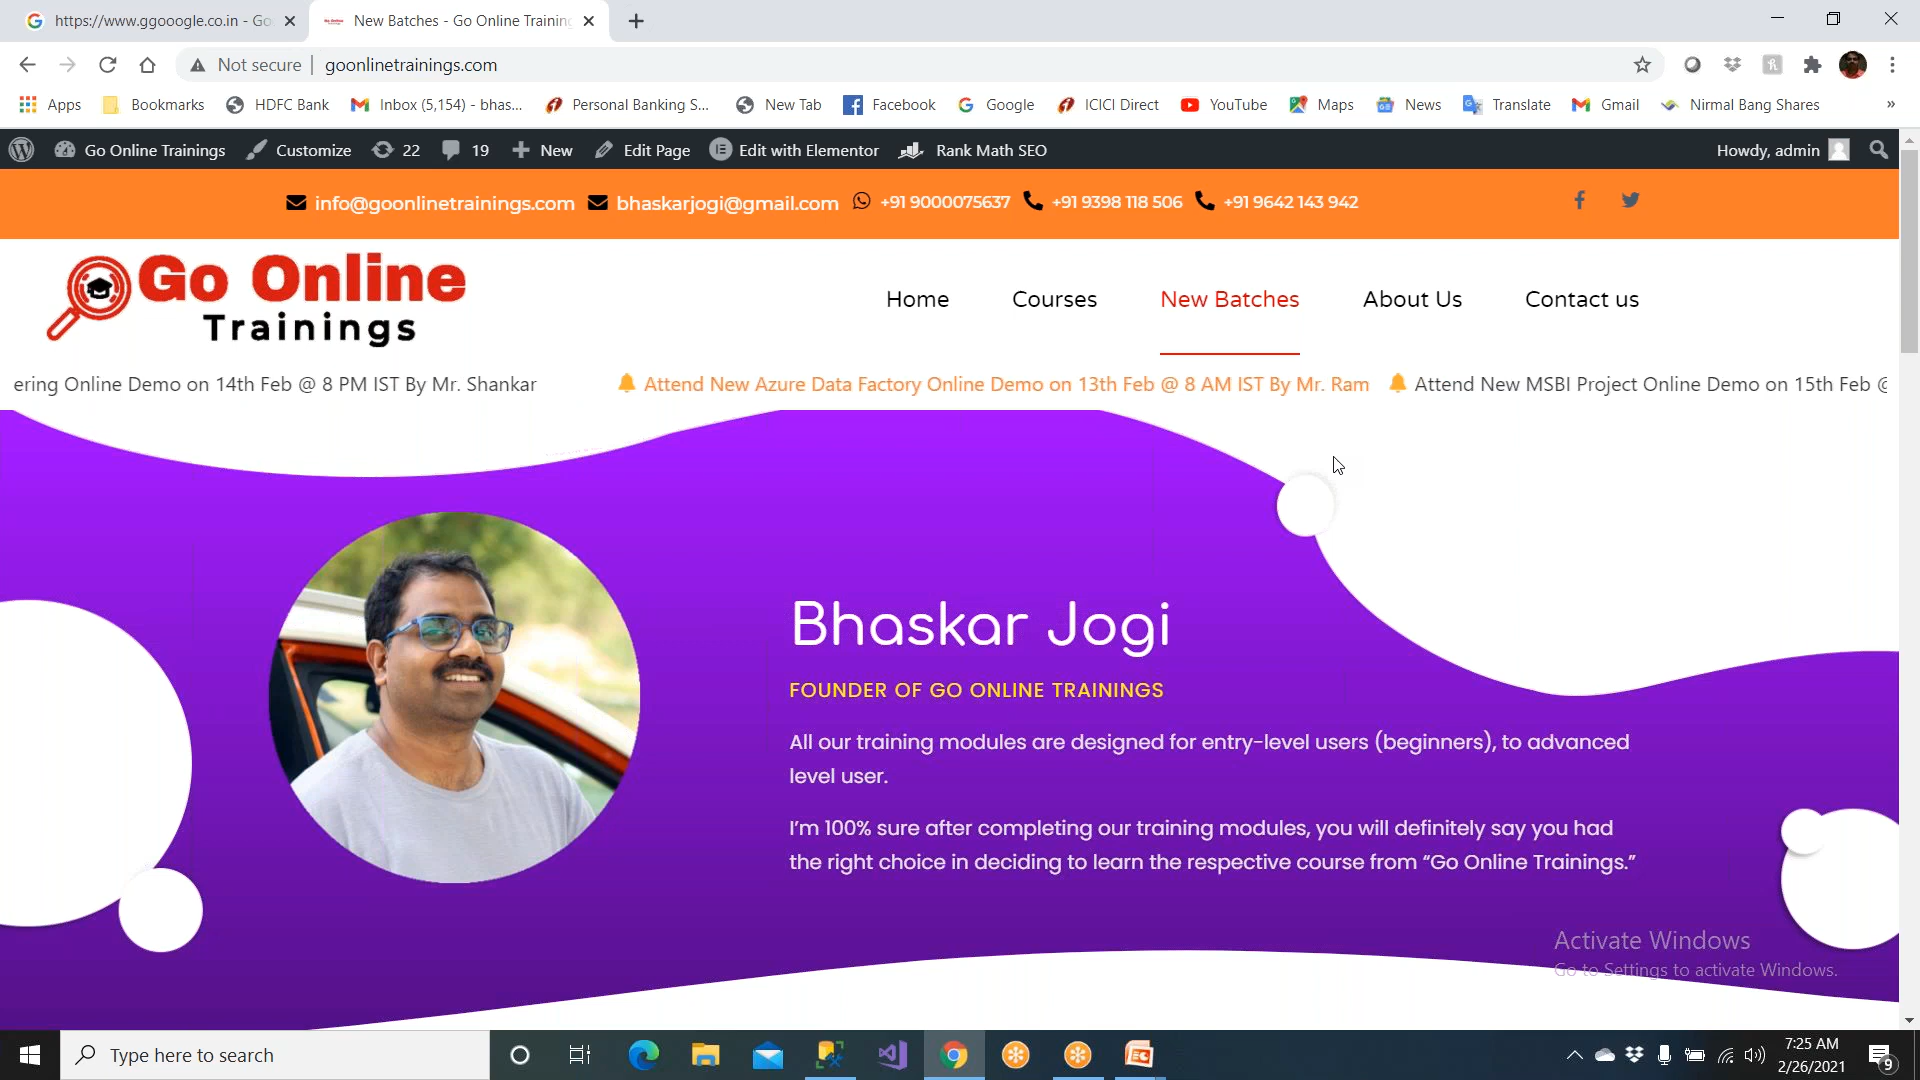 https://www.ggooogle.co.in - Go
New Batches - Go Online Training
Not secure
goonlinetrainings.com
Apps
Bookmarks
HDFC Bank
Inbox (5,154) - bhas...
Personal Banking S...
New Tab
Facebook
Google
ICICI Direct
YouTube
Maps
News
Translate
Gmail
Nirmal Bang Shares
»
Go Online Trainings
Customize
22
19
New
Edit Page
Edit with Elementor
Rank Math SEO
Howdy, admin
info@goonlinetrainings.com
bhaskarjogi@gmail.com
+91 9000075637
+91 9398 118 506
+91 9642 143 942
Go Online
Trainings
Home
Courses
New Batches
About Us
Contact us
ering Online Demo on 14th Feb @ 8 PM IST By Mr. Shankar
Attend New Azure Data Factory Online Demo on 13th Feb @ 8 AM IST By Mr. Ram
Attend New MSBI Project Online Demo on 15th Feb @
Bhaskar Jogi
FOUNDER OF GO ONLINE TRAININGS
All our training modules are designed for entry-level users (beginners), to advanced
level user.
I'm 100% sure after completing our training modules, you will definitely say you had
the right choice in deciding to learn the respective course from “Go Online Trainings.”
Activate Windows
Go to Settings to activate Windows.
Type here to search
7:25 AM
2/26/2021
9